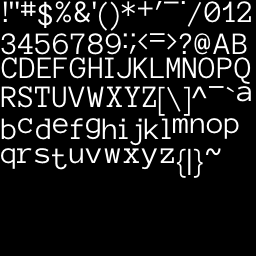 !"#$%&'()*+,-./012
3456789:;<=>?@AB
CDEFGHIJKLMNOPQ
RSTUVWXYZ[\]^_`a
bcdefghijklmnop
qrstuvwxyz{|}~